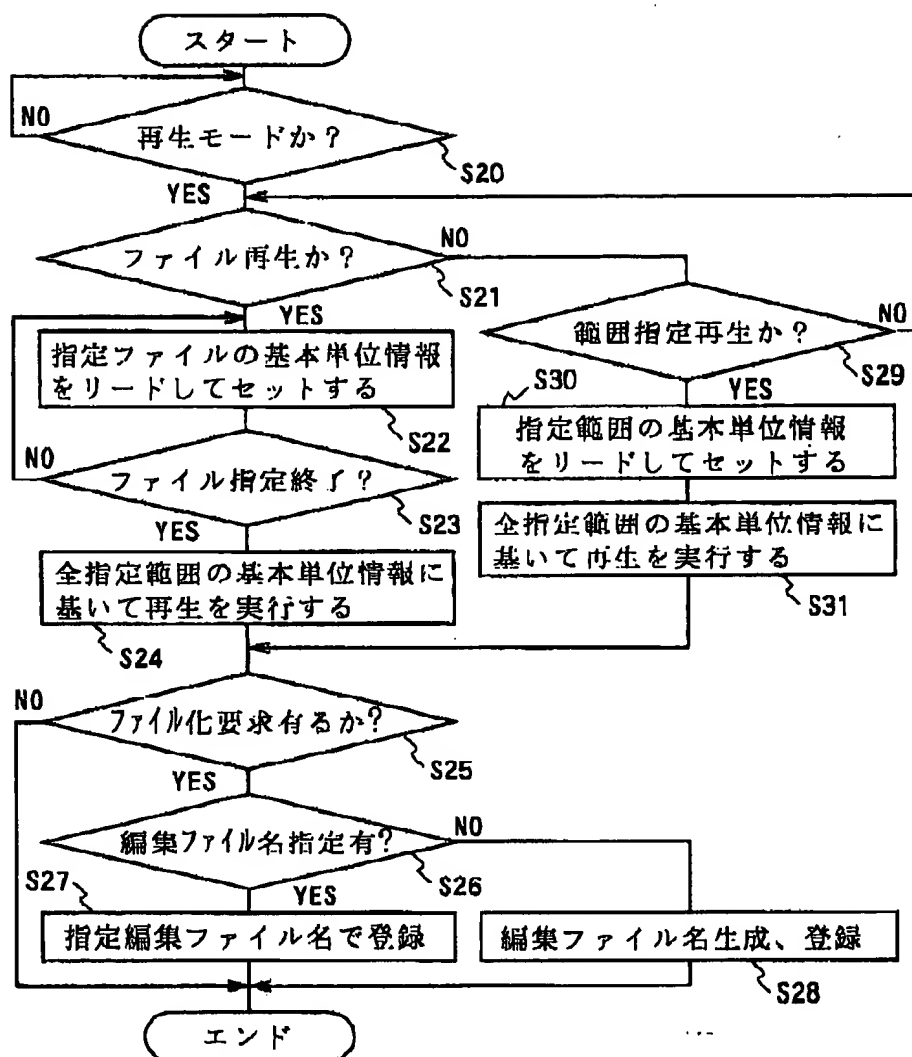 スタート
NO
再生モードか?
S20
YES
ファイル再生か?
NO
S21
YES
指定ファイルの基本単位情報
をリードしてセットする
S22
NO
ファイル指定終了?
S23
YES
全指定範囲の基本単位情報に
基いて再生を実行する
S24
範囲指定再生か?
NO
S29
YES
S30
指定範囲の基本単位情報
をリードしてセットする
全指定範囲の基本単位情報に
基いて再生を実行する
S31
NO
ファイル化要求有るか?
S25
YES
編集ファイル名指定有?
NO
S26
YES
S27
指定編集ファイル名で登録
編集ファイル名生成、登録
S28
エンド